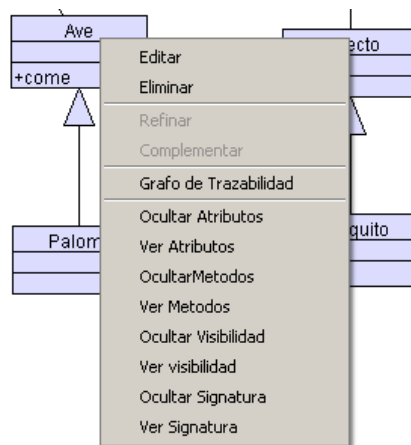 Ave
ecto
+come
Editar
Eliminar
Refinar
Complementar
Grafo de Trazabilidad
Ocultar Atributos
Palom
quito
Ver Atributos
OcultarMetodos
Ver Metodos
Ocultar Visibilidad
Ver visibilidad
Ocultar Signatura
Ver Signatura